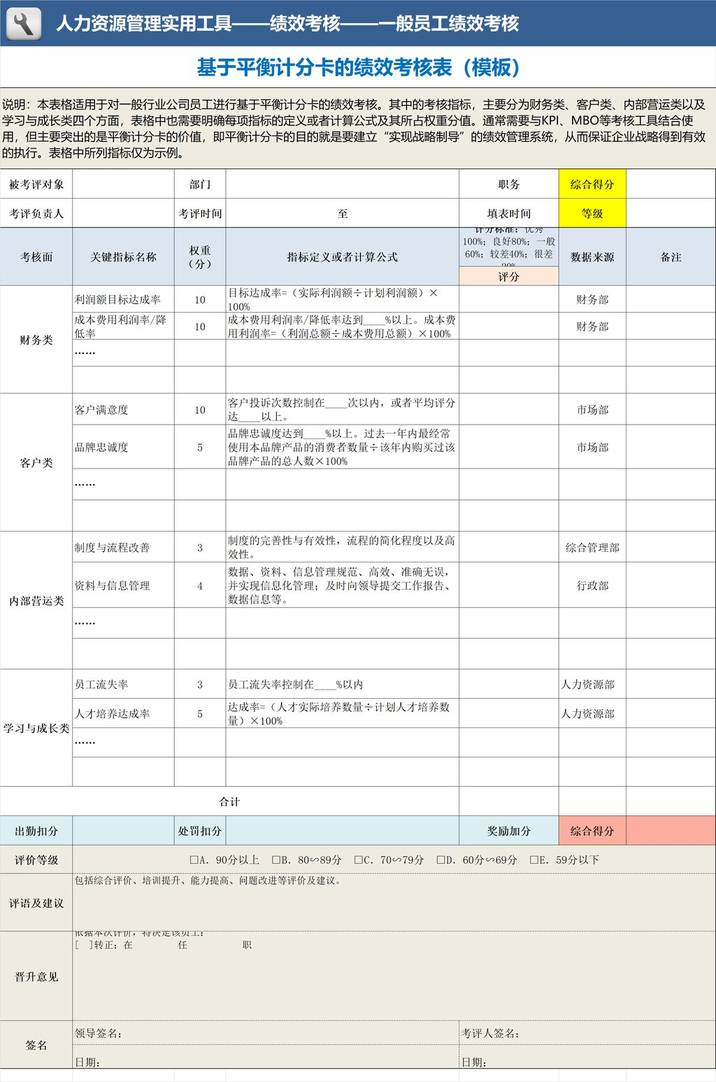 人力资源管理实用工具——绩效考核——一般员工绩效考核
基于平衡计分卡的绩效考核表（模板）
说明：本表格适用于对一般行业公司员工进行基于平衡计分卡的绩效考核。其中的考核指标，主要分为财务类、客户类、内部营运类以及
学习与成长类四个方面，表格中也需要明确每项指标的定义或者计算公式及其所占权重分值。通常需要与KPI、MBO等考核工具结合使
用，但主要突出的是平衡计分卡的价值，即平衡计分卡的目的就是要建立“实现战略制导”的绩效管理系统，从而保证企业战略得到有效
的执行。表格中所列指标仅为示例。
被考评对象 部门 职务 综合得分
考评负责人 考评时间 至 填表时间 等级
考核面 关键指标名称 权重（分） 指标定义或者计算公式 评分标准：优秀
100%；良好80%；一般
60%；较差40%；很差
评分
数据来源 备注
财务类
利润额目标达成率 10 目标达成率=（实际利润额÷计划利润额）×
100%
财务部
成本费用利润率/降
低率
10
成本费用利润率/降低率达到____%以上。成本费
用利润率=（利润总额÷成本费用总额）×100%
财务部
……
客户类
客户满意度 10 客户投诉次数控制在____次以内，或者平均评分
达____以上。
市场部
品牌忠诚度 5 品牌忠诚度达到____%以上。过去一年内最经常
使用本品牌产品的消费者数量÷该年内购买过该
品牌产品的总人数×100%
市场部
……
内部营运类
制度与流程改善 3 制度的完善性与有效性，流程的简化程度以及高
效性。
综合管理部
资料与信息管理 4 数据、资料、信息管理规范、高效、准确无误，
并实现信息化管理；及时向领导提交工作报告、
数据信息等。
行政部
……
学习与成长类
员工流失率 3 员工流失率控制在____%以内 人力资源部
人才培养达成率 5 达成率=（人才实际培养数量÷计划人才培养数
量）×100%
人力资源部
……
合计
出勤扣分 处罚扣分 奖励加分 综合得分
评价等级 □A．90分以上 □B．80∽89分 □C．70∽79分 □D．60分∽69分 □E．59分以下
评语及建议 包括综合评价、培训提升、能力提高、问题改进等评价及建议。
晋升意见 依据本次评价，特决定该员工：
[ ]转正：在 任 职
签名 领导签名： 考评人签名：
日期： 日期：